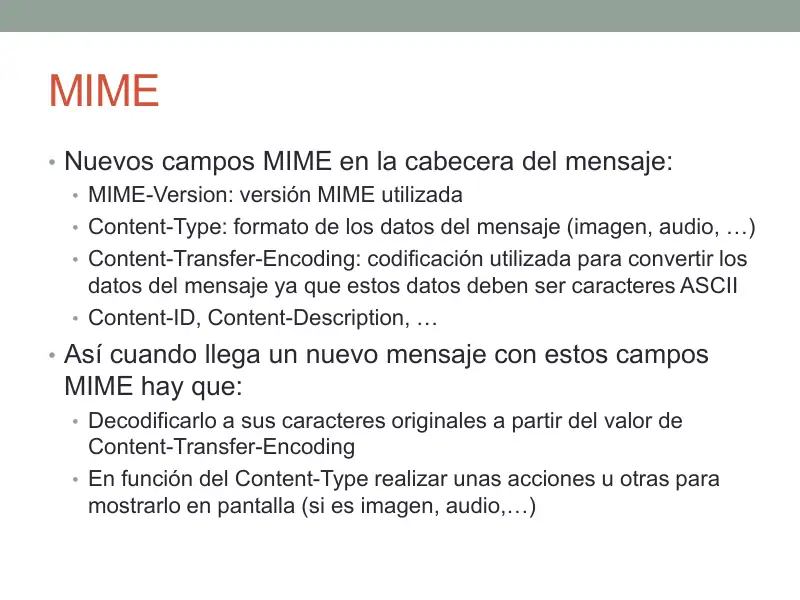 MIME
• Nuevos campos MIME en la cabecera del mensaje:
• MIME-Version: versión MIME utilizada
• Content-Type: formato de los datos del mensaje (imagen, audio, …)
• Content-Transfer-Encoding: codificación utilizada para convertir los
datos del mensaje ya que estos datos deben ser caracteres ASCII
• Content-ID, Content-Description, …
• Así cuando llega un nuevo mensaje con estos campos
MIME hay que:
• Decodificarlo a sus caracteres originales a partir del valor de
Content-Transfer-Encoding
• En función del Content-Type realizar unas acciones u otras para
mostrarlo en pantalla (si es imagen, audio,…)